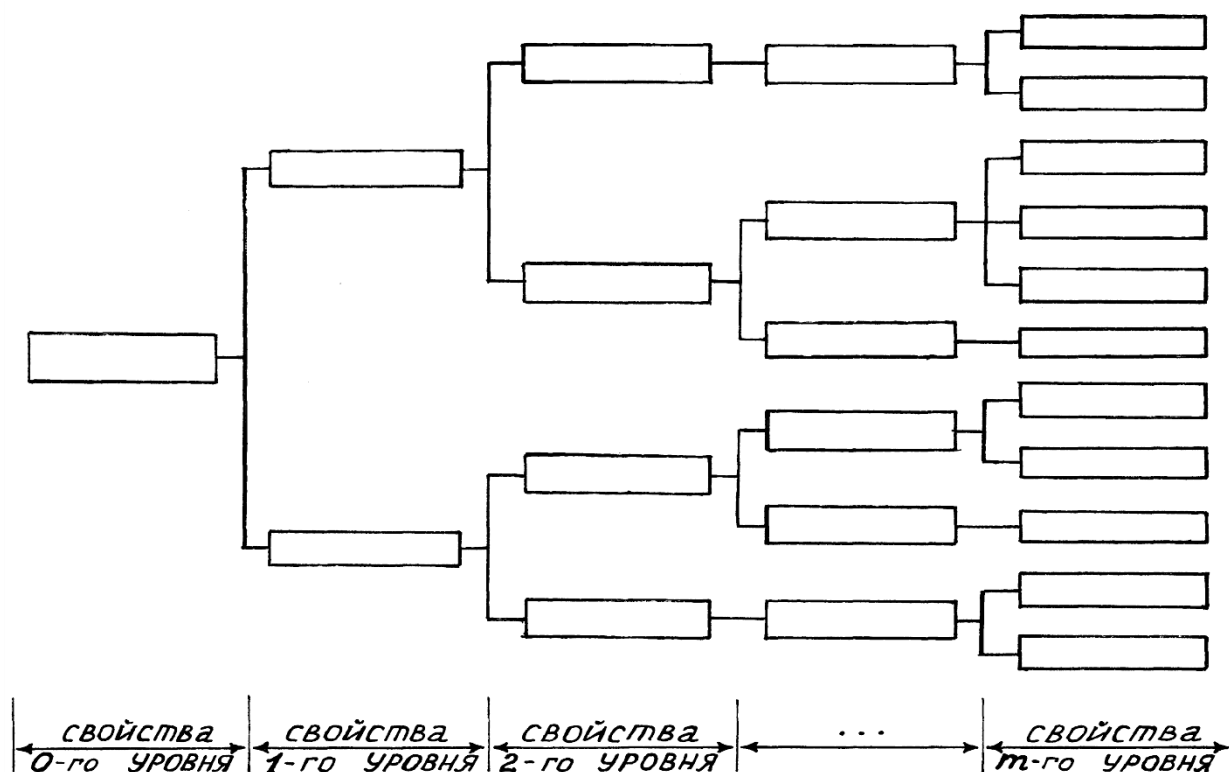 свойства
0-го УРОВНЯ
свойства
1-го УРОВНЯ
свойства
2-го УРОВНЯ
...
свойства
m-го УРОВНЯ